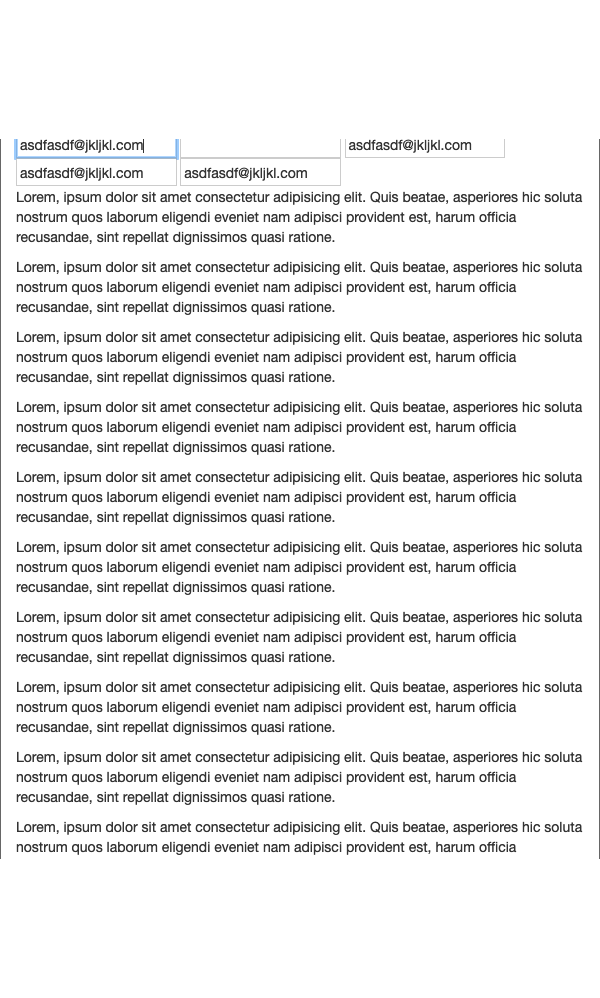 asdfasdf@jkljkl.com asdfasdf@jkljkl.com
asdfasdf@jkljkl.com asdfasdf@jkljkl.com
Lorem, ipsum dolor sit amet consectetur adipisicing elit. Quis beatae, asperiores hic soluta
nostrum quos laborum eligendi eveniet nam adipisci provident est, harum officia
recusandae, sint repellat dignissimos quasi ratione.
Lorem, ipsum dolor sit amet consectetur adipisicing elit. Quis beatae, asperiores hic soluta
nostrum quos laborum eligendi eveniet nam adipisci provident est, harum officia
recusandae, sint repellat dignissimos quasi ratione.
Lorem, ipsum dolor sit amet consectetur adipisicing elit. Quis beatae, asperiores hic soluta
nostrum quos laborum eligendi eveniet nam adipisci provident est, harum officia
recusandae, sint repellat dignissimos quasi ratione.
Lorem, ipsum dolor sit amet consectetur adipisicing elit. Quis beatae, asperiores hic soluta
nostrum quos laborum eligendi eveniet nam adipisci provident est, harum officia
recusandae, sint repellat dignissimos quasi ratione.
Lorem, ipsum dolor sit amet consectetur adipisicing elit. Quis beatae, asperiores hic soluta
nostrum quos laborum eligendi eveniet nam adipisci provident est, harum officia
recusandae, sint repellat dignissimos quasi ratione.
Lorem, ipsum dolor sit amet consectetur adipisicing elit. Quis beatae, asperiores hic soluta
nostrum quos laborum eligendi eveniet nam adipisci provident est, harum officia
recusandae, sint repellat dignissimos quasi ratione.
Lorem, ipsum dolor sit amet consectetur adipisicing elit. Quis beatae, asperiores hic soluta
nostrum quos laborum eligendi eveniet nam adipisci provident est, harum officia
recusandae, sint repellat dignissimos quasi ratione.
Lorem, ipsum dolor sit amet consectetur adipisicing elit. Quis beatae, asperiores hic soluta
nostrum quos laborum eligendi eveniet nam adipisci provident est, harum officia
recusandae, sint repellat dignissimos quasi ratione.
Lorem, ipsum dolor sit amet consectetur adipisicing elit. Quis beatae, asperiores hic soluta
nostrum quos laborum eligendi eveniet nam adipisci provident est, harum officia
recusandae, sint repellat dignissimos quasi ratione.
Lorem, ipsum dolor sit amet consectetur adipisicing elit. Quis beatae, asperiores hic soluta
nostrum quos laborum eligendi eveniet nam adipisci provident est, harum officia